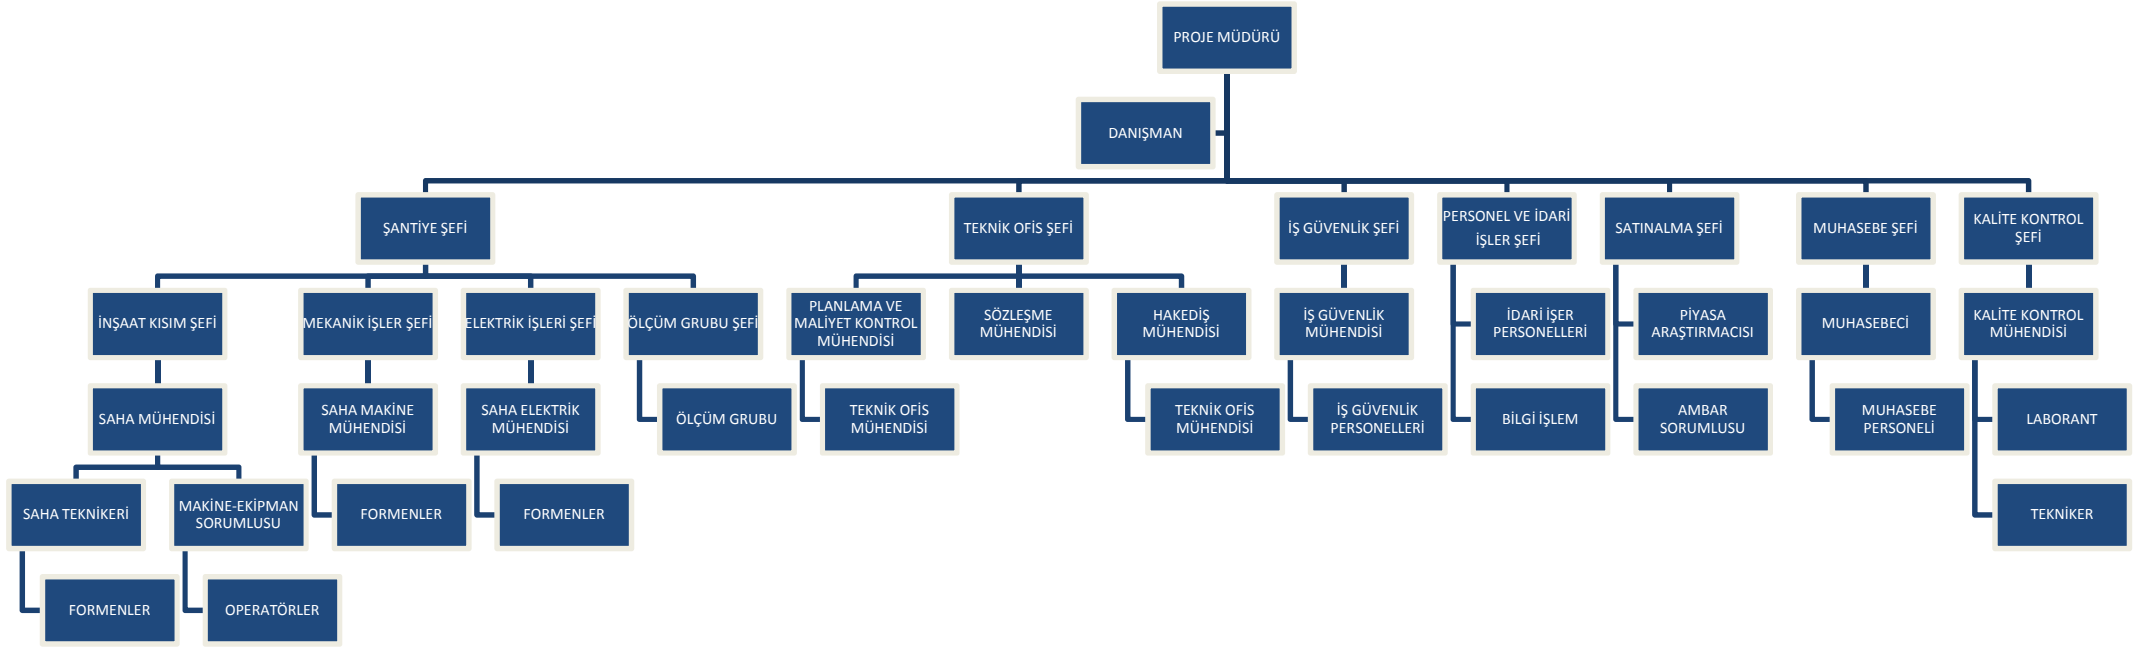 PROJE MÜDÜRÜ
DANIŞMAN
ŞANTİYE ŞEFİ
TEKNİK OFİS ŞEFİ
İŞ GÜVENLİK ŞEFİ
PERSONEL VE İDARİ
İŞLER ŞEFİ
SATINALMA ŞEFİ
MUHASEBE ŞEFİ
KALİTE KONTROL
ŞEFİ
İNŞAAT KISIM ŞEFİ
MEKANİK İŞLER ŞEFİ
ELEKTRİK İŞLERİ ŞEFİ
ÖLÇÜM GRUBU ŞEFİ
PLANLAMA VE
MALİYET KONTROL
MÜHENDİSİ
SÖZLEŞME
MÜHENDİSİ
HAKEDİŞ
MÜHENDİSİ
İŞ GÜVENLİK
MÜHENDİSİ
İDARİ İŞER
PERSONELLERİ
PİYASA
ARAŞTIRMACISI
MUHASEBECİ
KALİTE KONTROL
MÜHENDİSİ
SAHA MÜHENDİSİ
SAHA MAKİNE
MÜHENDİSİ
SAHA ELEKTRİK
MÜHENDİSİ
ÖLÇÜM GRUBU
TEKNİK OFİS
MÜHENDİSİ
TEKNİK OFİS
MÜHENDİSİ
İŞ GÜVENLİK
PERSONELLERİ
BİLGİ İŞLEM
AMBAR
SORUMLUSU
MUHASEBE
PERSONELİ
LABORANT
SAHA TEKNİKERİ
MAKİNE-EKİPMAN
SORUMLUSU
FORMENLER
FORMENLER
TEKNİKER
FORMENLER
OPERATÖRLER